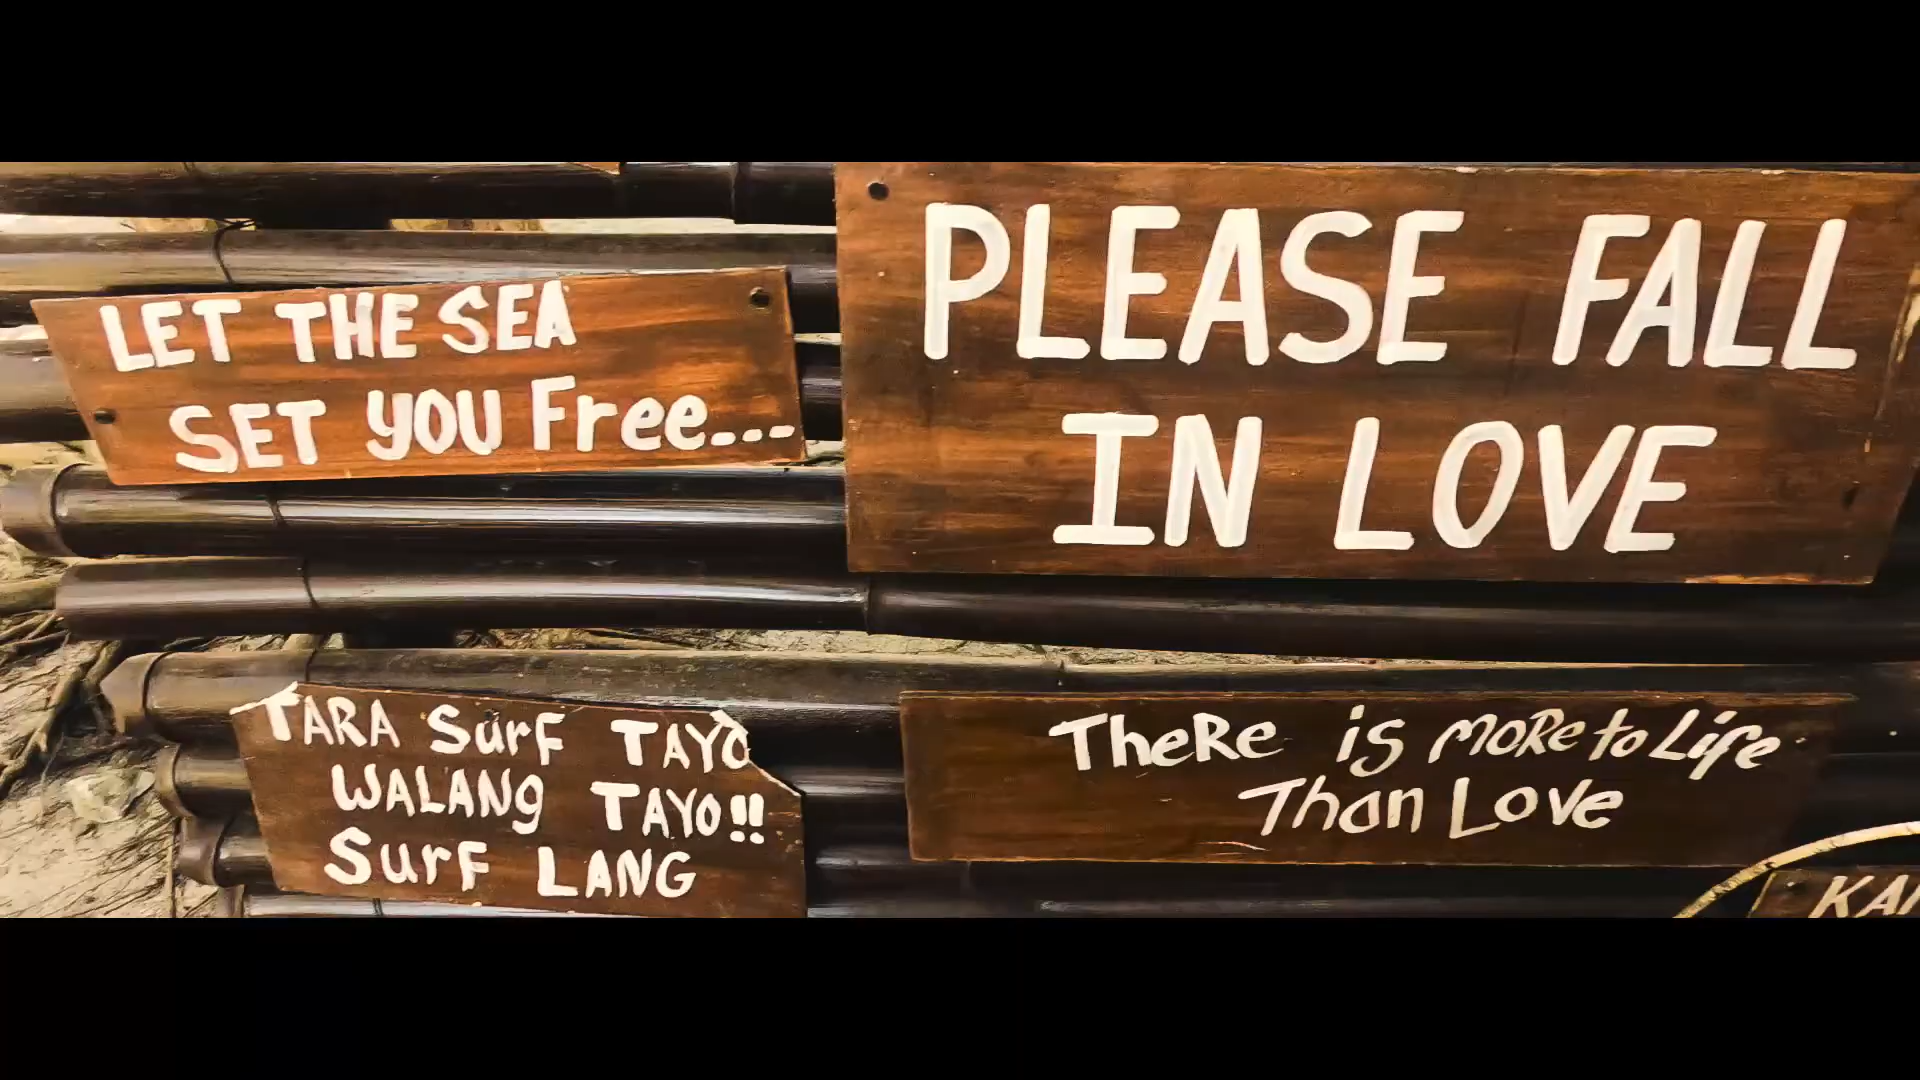 LET THE SEA
SET YOU Free...
PLEASE FALL
IN LOVE
TARA SurF TAYO
WALANG TAYO!!
SurF LANG
TheRe is moRe to Life
Than Love